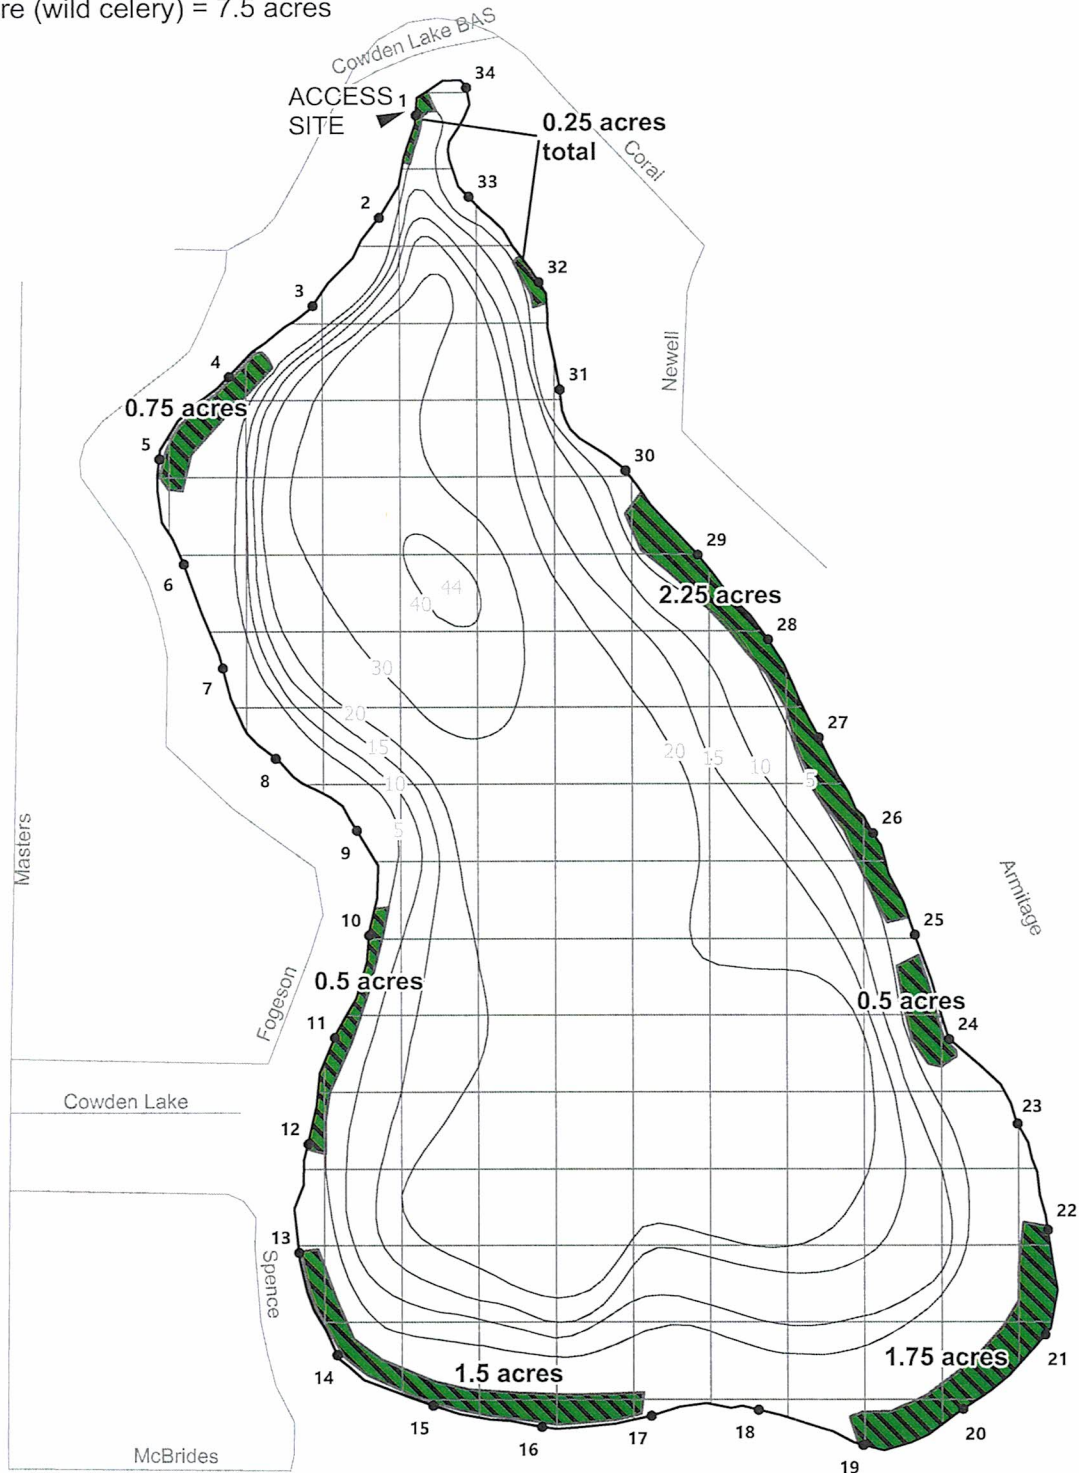 re (wild celery) = 7.5 acres
Cowden Lake BAS
34
ACCESS
SITE
1
0.25 acres
total
Coral
33
2
32
3
Newell
4
31
0.75 acres
5
30
29
6
44
40
2.25 acres
28
30
7
20
15
27
20
15
10
8
10
5
5
26
9
Masters
Armitage
10
25
0.5 acres
0.5 acres
Fogeson
11
24
Cowden Lake
23
12
22
13
Spence
21
1.75 acres
14
1.5 acres
15
16
17
18
20
19
McBrides